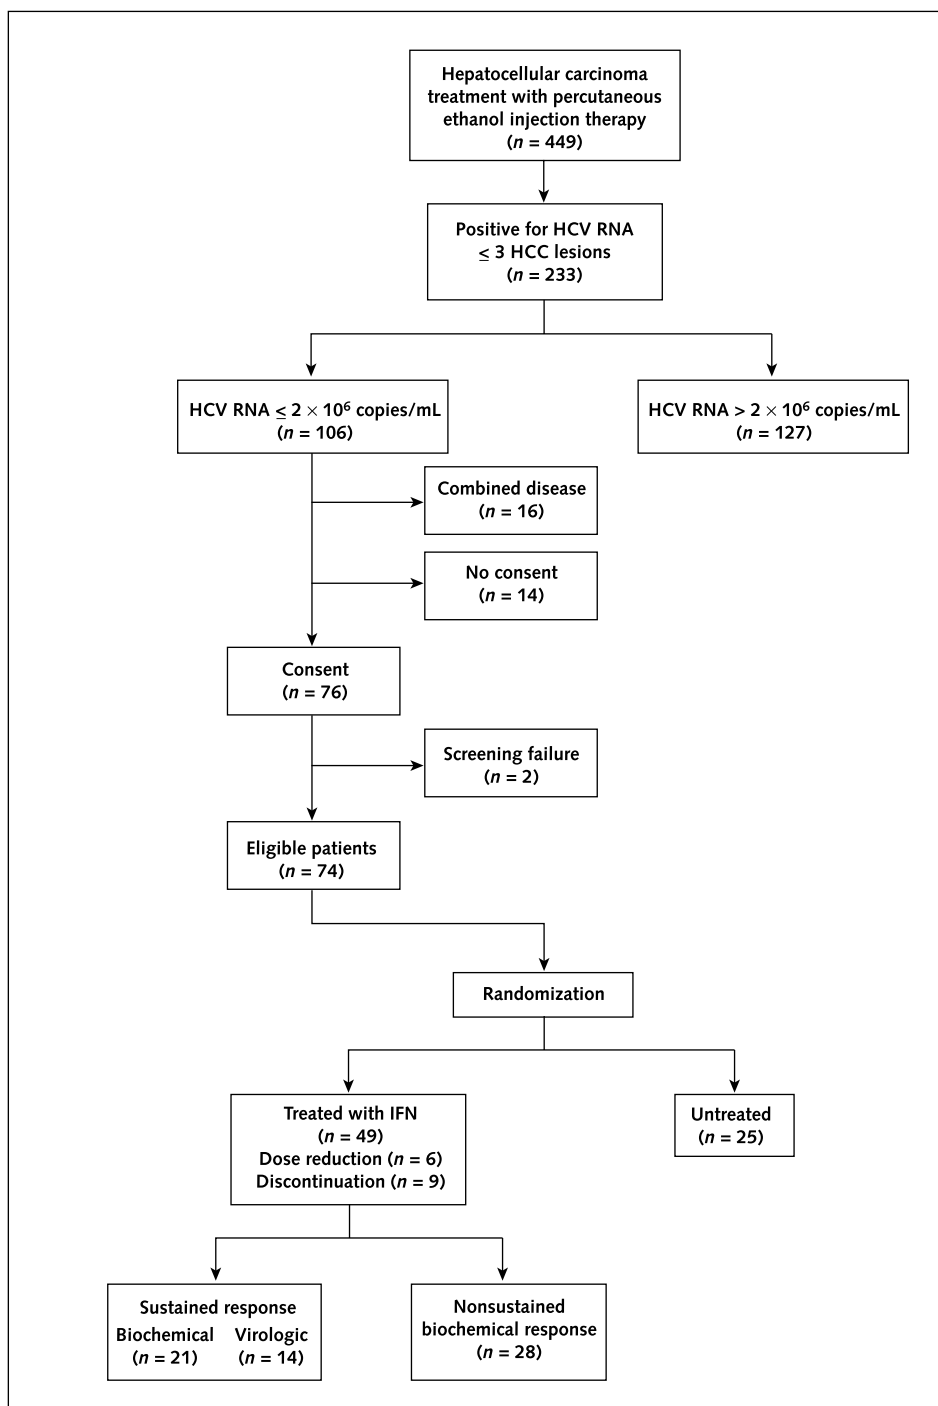 Hepatocellular carcinoma
treatment with percutaneous
ethanol injection therapy
(n = 449)
Positive for HCV RNA
≤ 3 HCC lesions
(n = 233)
HCV RNA ≤ 2 × 10⁶ copies/mL
(n = 106)
HCV RNA > 2 × 10⁶ copies/mL
(n = 127)
Combined disease
(n = 16)
No consent
(n = 14)
Consent
(n = 76)
Screening failure
(n = 2)
Eligible patients
(n = 74)
Randomization
Treated with IFN
(n = 49)
Dose reduction (n = 6)
Discontinuation (n = 9)
Untreated
(n = 25)
Sustained response
Biochemical Virologic
(n = 21) (n = 14)
Nonsustained
biochemical response
(n = 28)